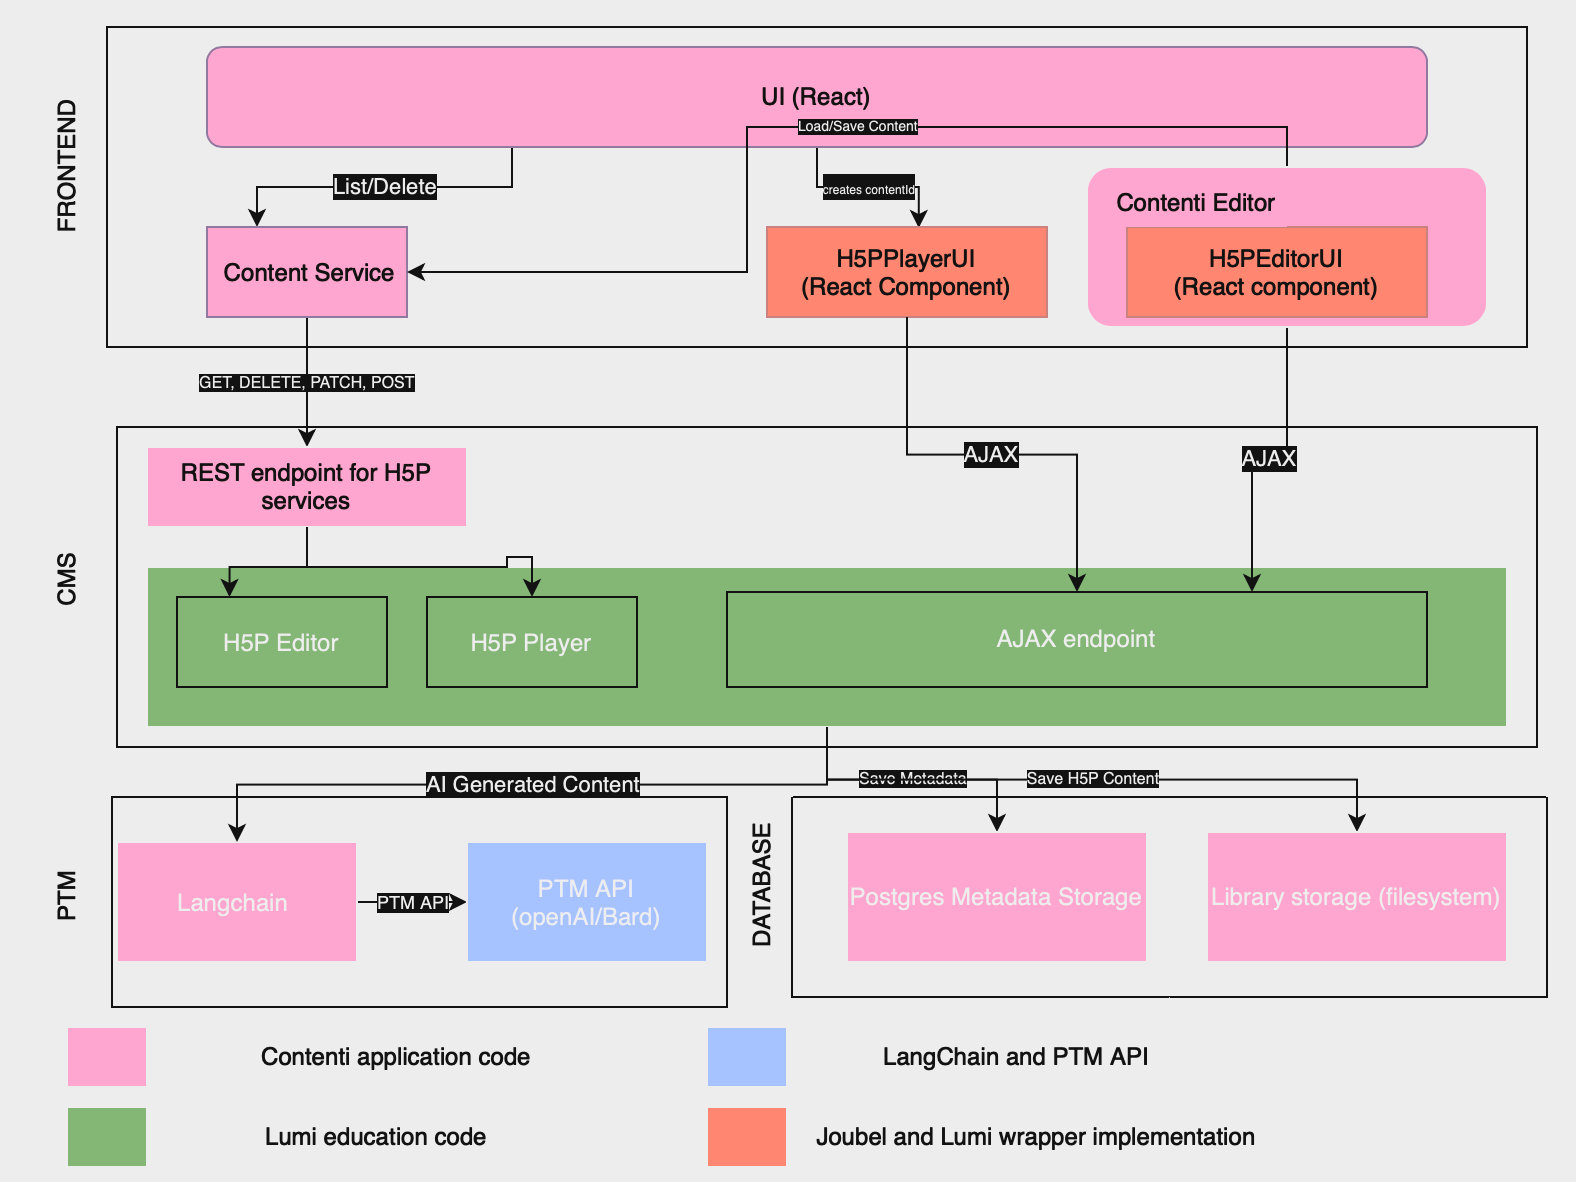 FRONTEND
UI (React)
Load/Save Content
List/Delete
creates contentId
Contenti Editor
Content Service
H5PPlayerUI
(React Component)
H5PEditorUI
(React component)
GET, DELETE, PATCH, POST
AJAX
AJAX
CMS
REST endpoint for H5P
services
H5P Editor
H5P Player
AJAX endpoint
AI Generated Content
Save Metadata
Save H5P Content
PTM
Langchain
PTM API
PTM API
(openAI/Bard)
DATABASE
Postgres Metadata Storage
Library storage (filesystem)
Contenti application code
LangChain and PTM API
Lumi education code
Joubel and Lumi wrapper implementation